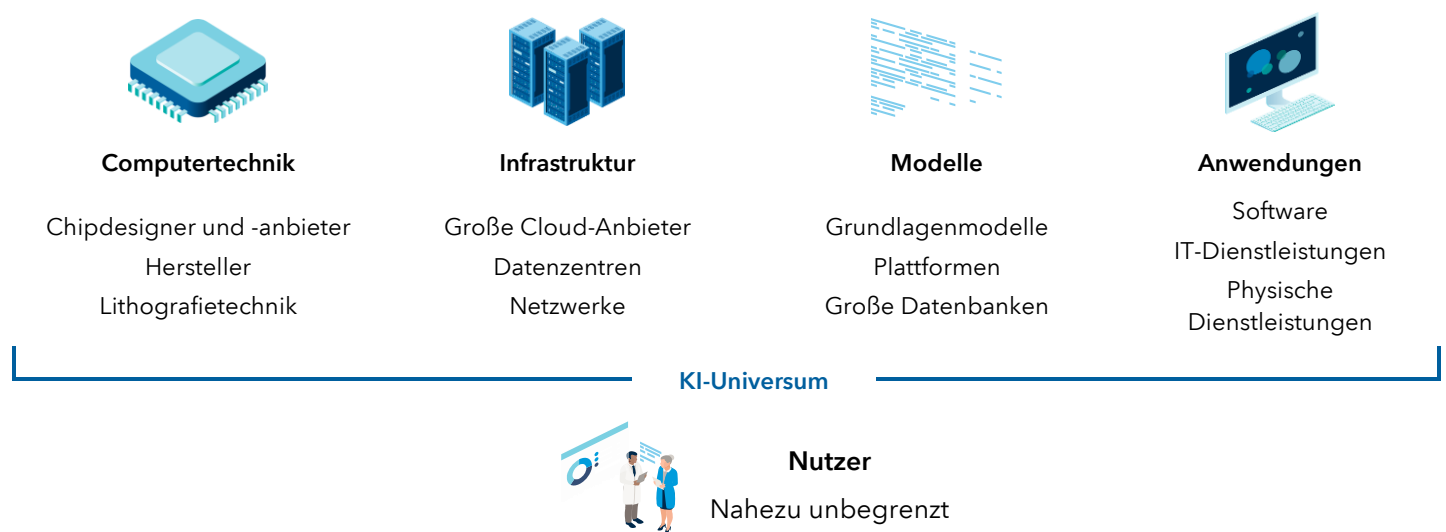 Computertechnik
Chipdesigner und -anbieter
Hersteller
Lithografietechnik
Infrastruktur
Große Cloud-Anbieter
Datenzentren
Netzwerke
Modelle
Grundlagenmodelle
Plattformen
Große Datenbanken
Anwendungen
Software
IT-Dienstleistungen
Physische
Dienstleistungen
KI-Universum
Nutzer
Nahezu unbegrenzt